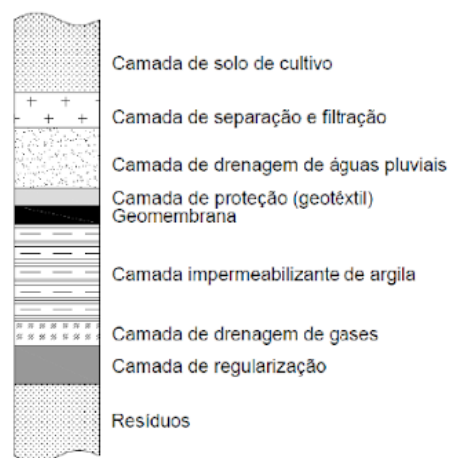 Camada de solo de cultivo
Camada de separação e filtração
Camada de drenagem de águas pluviais
Camada de proteção (geotêxtil)
Geomembrana
Camada impermeabilizante de argila
Camada de drenagem de gases
Camada de regularização
Resíduos